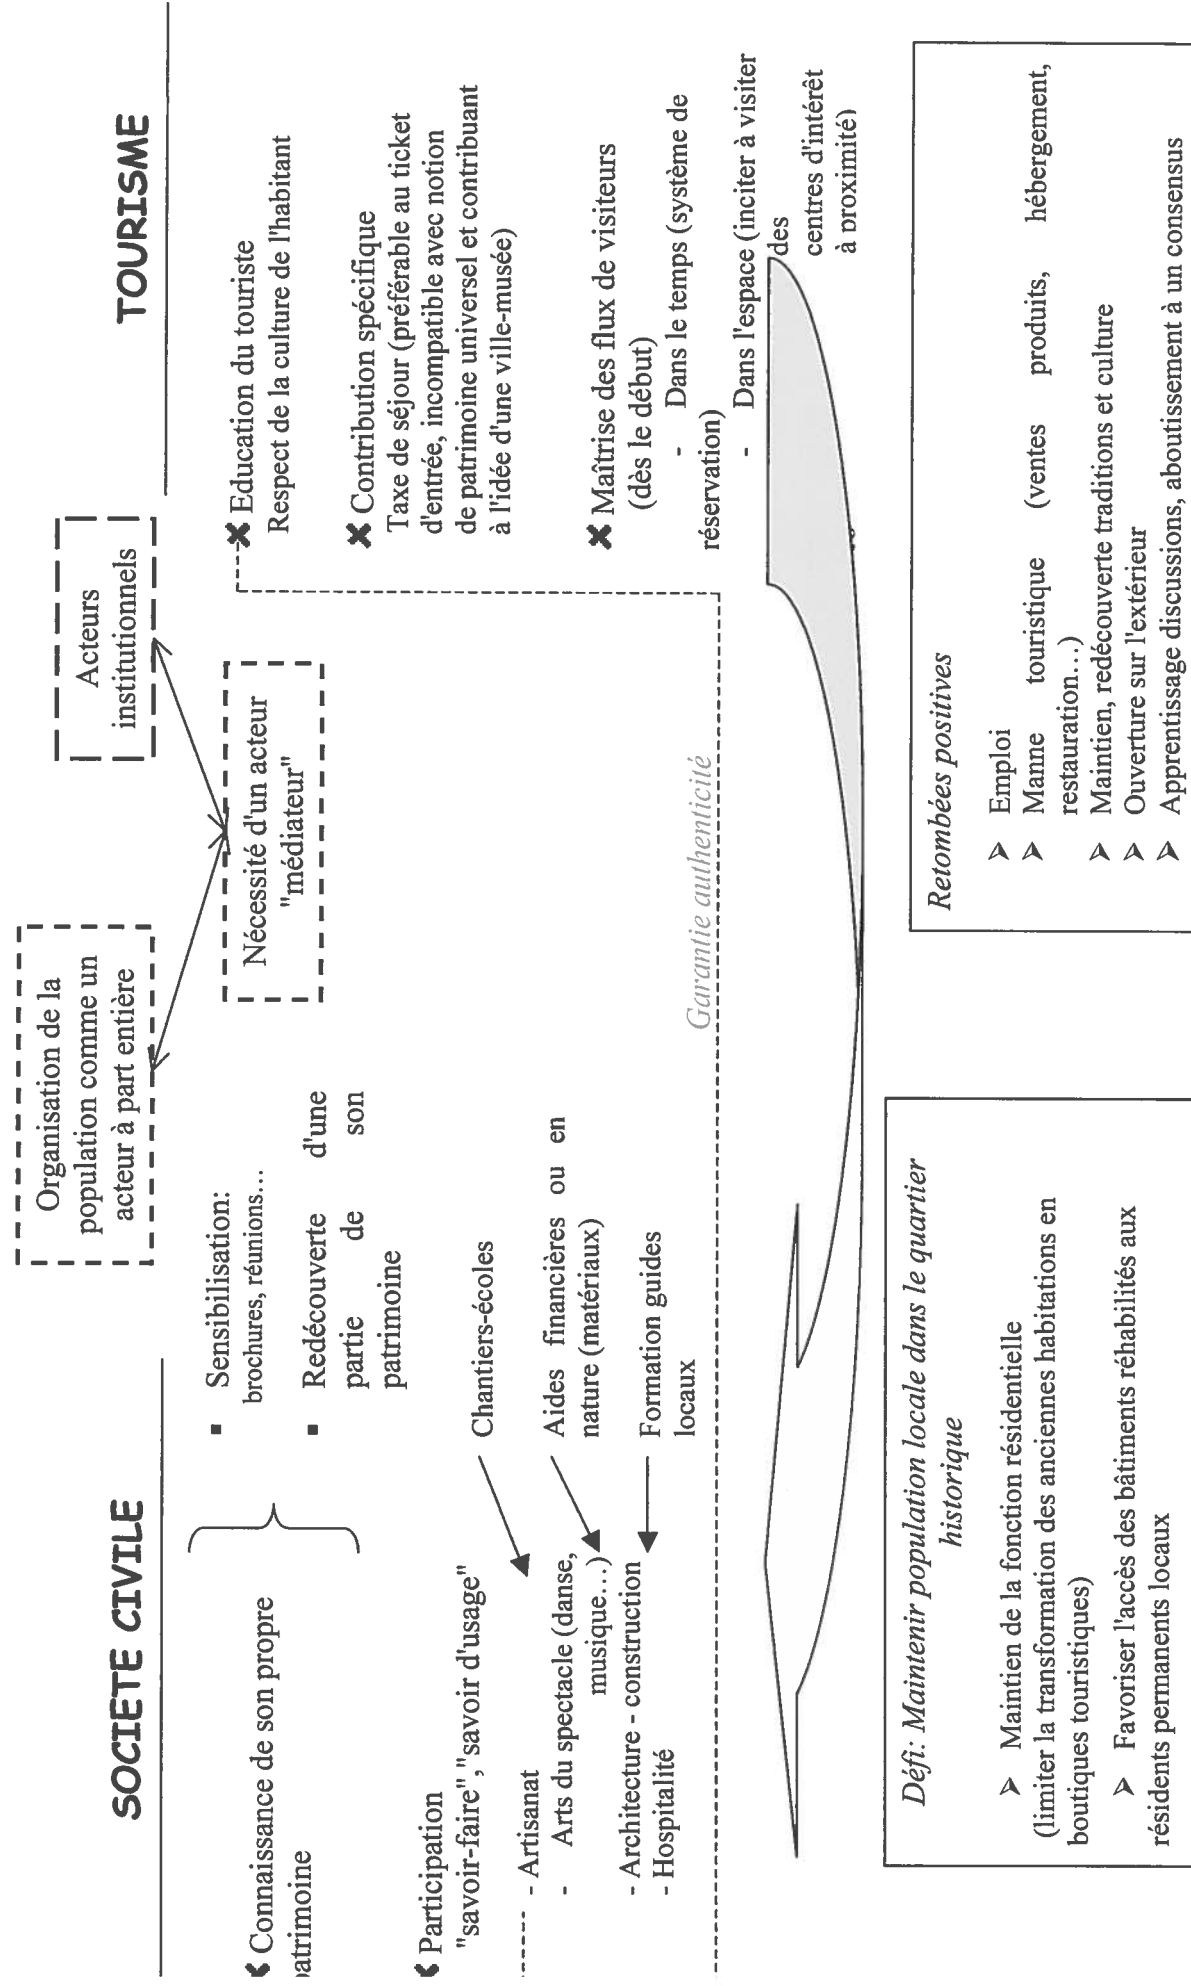 Organisation de la
population comme un
acteur à part entière
Acteurs
institutionnels
Nécessité d'un acteur
"médiateur"
SOCIETE CIVILE
✖ Connaissance de son propre
patrimoine
▪ Sensibilisation:
brochures, réunions...
▪ Redécouverte d'une
partie de son
patrimoine
✖ Participation
"savoir-faire","savoir d'usage"
- Artisanat
- Arts du spectacle (danse,
musique…)
- Architecture - construction
- Hospitalité
Chantiers-écoles
Aides financières ou en
nature (matériaux)
Formation guides
locaux
TOURISME
✖ Education du touriste
Respect de la culture de l'habitant
✖ Contribution spécifique
Taxe de séjour (préférable au ticket
d'entrée, incompatible avec notion
de patrimoine universel et contribuant
à l'idée d'une ville-musée)
✖ Maîtrise des flux de visiteurs
(dès le début)
- Dans le temps (système de
réservation)
- Dans l'espace (inciter à visiter
des
centres d'intérêt
à proximité)
Garantie authenticité
Défi: Maintenir population locale dans le quartier
historique
➢ Maintien de la fonction résidentielle
(limiter la transformation des anciennes habitations en
boutiques touristiques)
➢ Favoriser l'accès des bâtiments réhabilités aux
résidents permanents locaux
Retombées positives
➢ Emploi
➢ Manne touristique (ventes produits, hébergement,
restauration…)
➢ Maintien, redécouverte traditions et culture
➢ Ouverture sur l'extérieur
➢ Apprentissage discussions, aboutissement à un consensus